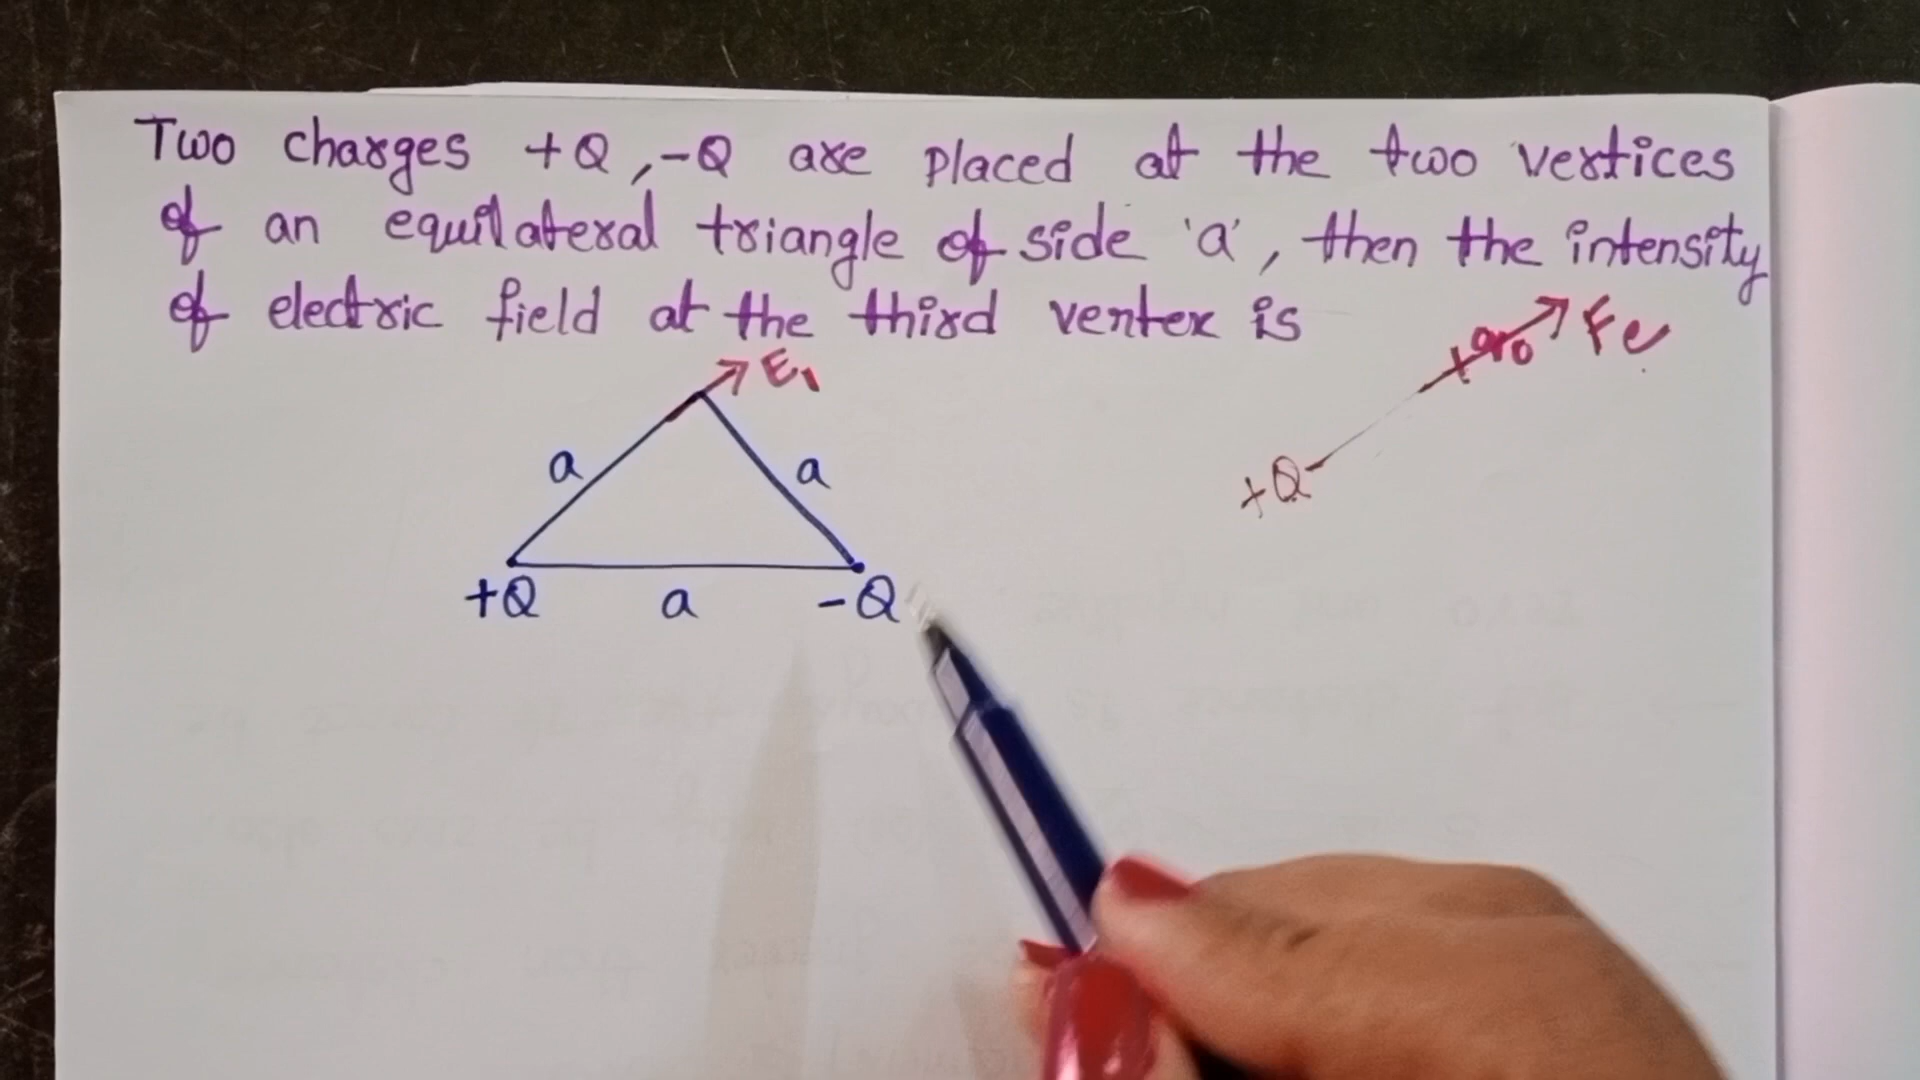 Two charges +Q, -Q are placed at the two vertices
of an equilateral triangle of side 'a', then the intensity
of electric field at the third vertex is
E₁
+q₀ Fe
+Q
a a
+Q a -Q